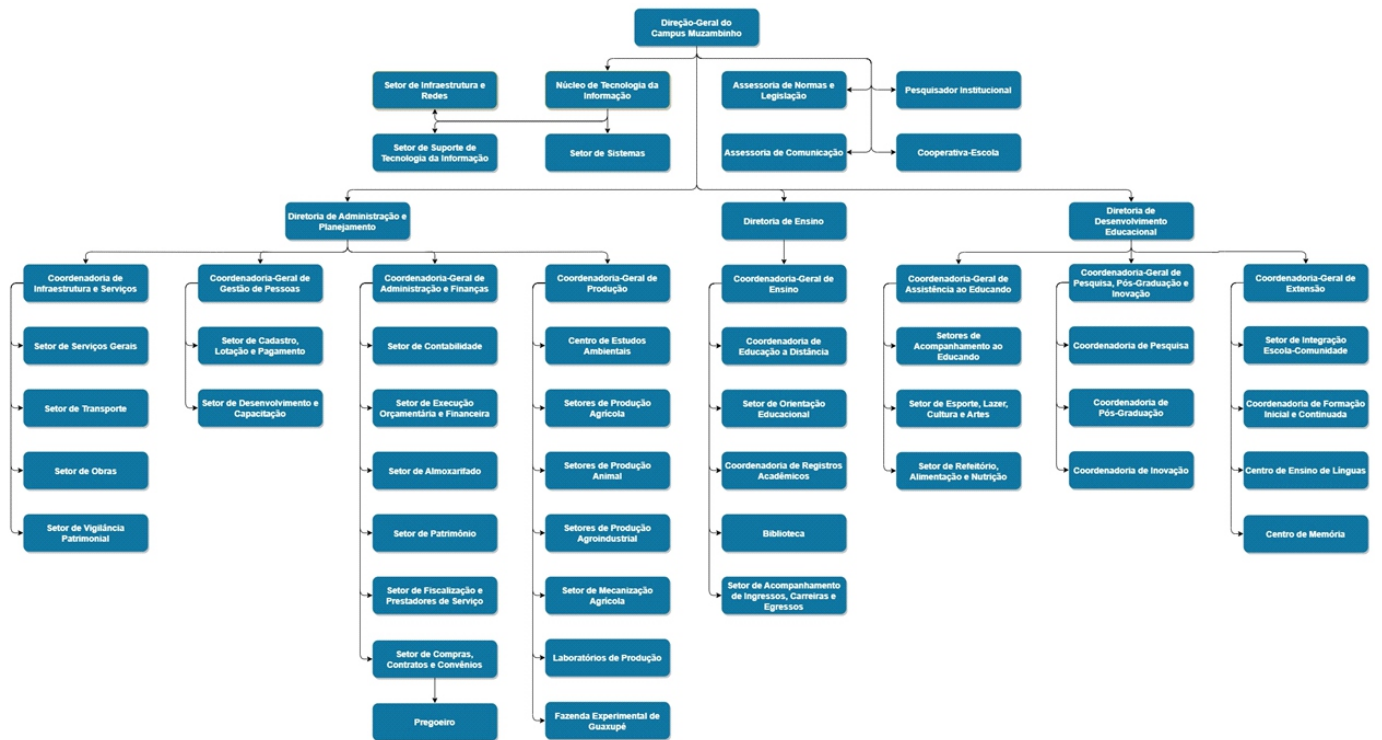 Direção-Geral do
Campus Muzambinho
Setor de Infraestrutura e
Redes
Núcleo de Tecnologia da
Informação
Assessoria de Normas e
Legislação
Pesquisador Institucional
Setor de Suporte de
Tecnologia da Informação
Setor de Sistemas
Assessoria de Comunicação
Cooperativa-Escola
Diretoria de Administração e
Planejamento
Diretoria de Ensino
Diretoria de
Desenvolvimento
Educacional
Coordenadoria de
Infraestrutura e Serviços
Coordenadoria-Geral de
Gestão de Pessoas
Coordenadoria-Geral de
Administração e Finanças
Coordenadoria-Geral de
Produção
Coordenadoria-Geral de
Ensino
Coordenadoria-Geral de
Assistência ao Educando
Coordenadoria-Geral de
Pesquisa, Pós-Graduação e
Inovação
Coordenadoria-Geral de
Extensão
Setor de Serviços Gerais
Setor de Cadastro,
Lotação e Pagamento
Setor de Contabilidade
Centro de Estudos
Ambientais
Coordenadoria de
Educação a Distância
Setores de
Acompanhamento ao
Educando
Coordenadoria de Pesquisa
Setor de Integração
Escola-Comunidade
Setor de Transporte
Setor de Desenvolvimento e
Capacitação
Setor de Execução
Orçamentária e Financeira
Setores de Produção
Agrícola
Setor de Orientação
Educacional
Setor de Esporte, Lazer,
Cultura e Artes
Coordenadoria de
Pós-Graduação
Coordenadoria de Formação
Inicial e Continuada
Setor de Obras
Setor de Almoxarifado
Setores de Produção
Animal
Coordenadoria de Registros
Acadêmicos
Setor de Refeitório,
Alimentação e Nutrição
Coordenadoria de Inovação
Centro de Ensino de Línguas
Setor de Vigilância
Patrimonial
Setor de Patrimônio
Setores de Produção
Agroindustrial
Biblioteca
Centro de Memória
Setor de Fiscalização e
Prestadores de Serviço
Setor de Mecanização
Agrícola
Setor de Acompanhamento
de Ingressos, Carreiras e
Egressos
Setor de Compras,
Contratos e Convênios
Laboratórios de Produção
Pregoeiro
Fazenda Experimental de
Guaxupé